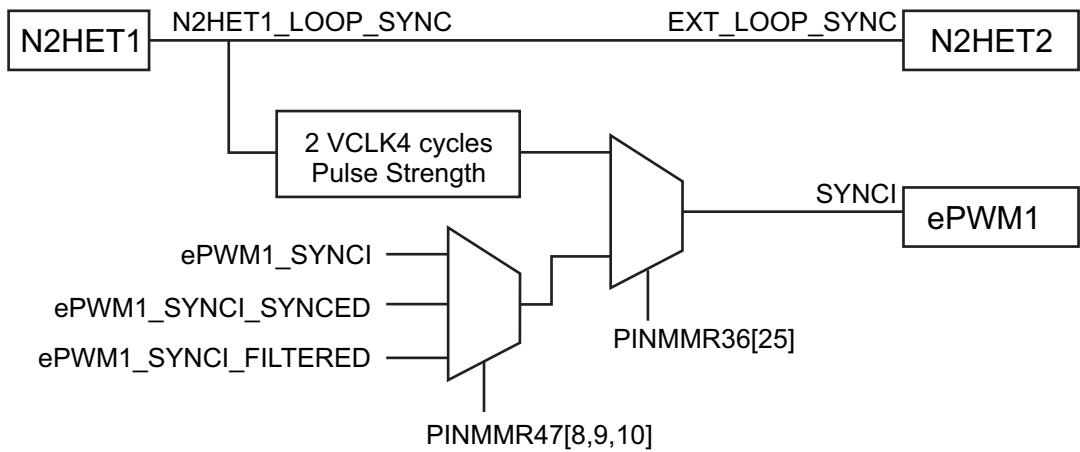 N2HET1
N2HET1_LOOP_SYNC
EXT_LOOP_SYNC
N2HET2
2 VCLK4 cycles
Pulse Strength
SYNCI
ePWM1
ePWM1_SYNCI
ePWM1_SYNCI_SYNCED
ePWM1_SYNCI_FILTERED
PINMMR36[25]
PINMMR47[8,9,10]